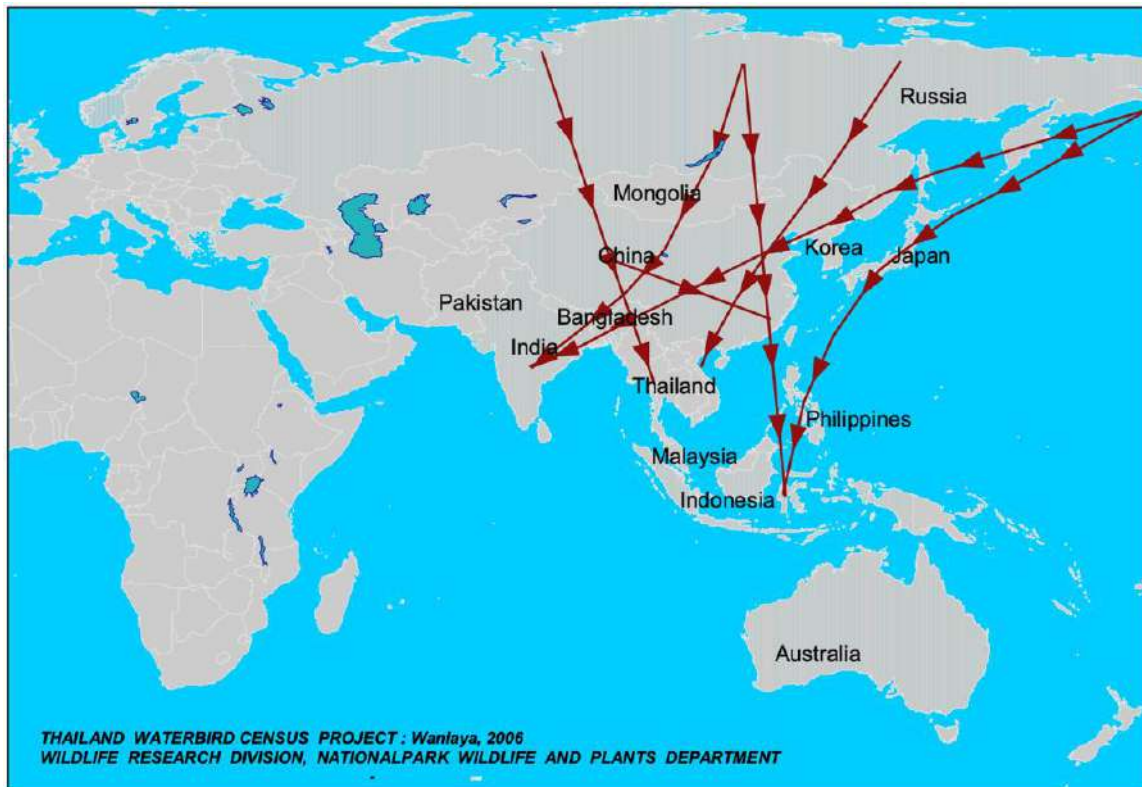 Russia
Mongolia
China
Korea
Japan
Pakistan
Bangladesh
India
Thailand
Philippines
Malaysia
Indonesia
Australia
THAILAND WATERBIRD CENSUS PROJECT : Wanlaya, 2006
WILDLIFE RESEARCH DIVISION, NATIONALPARK WILDLIFE AND PLANTS DEPARTMENT